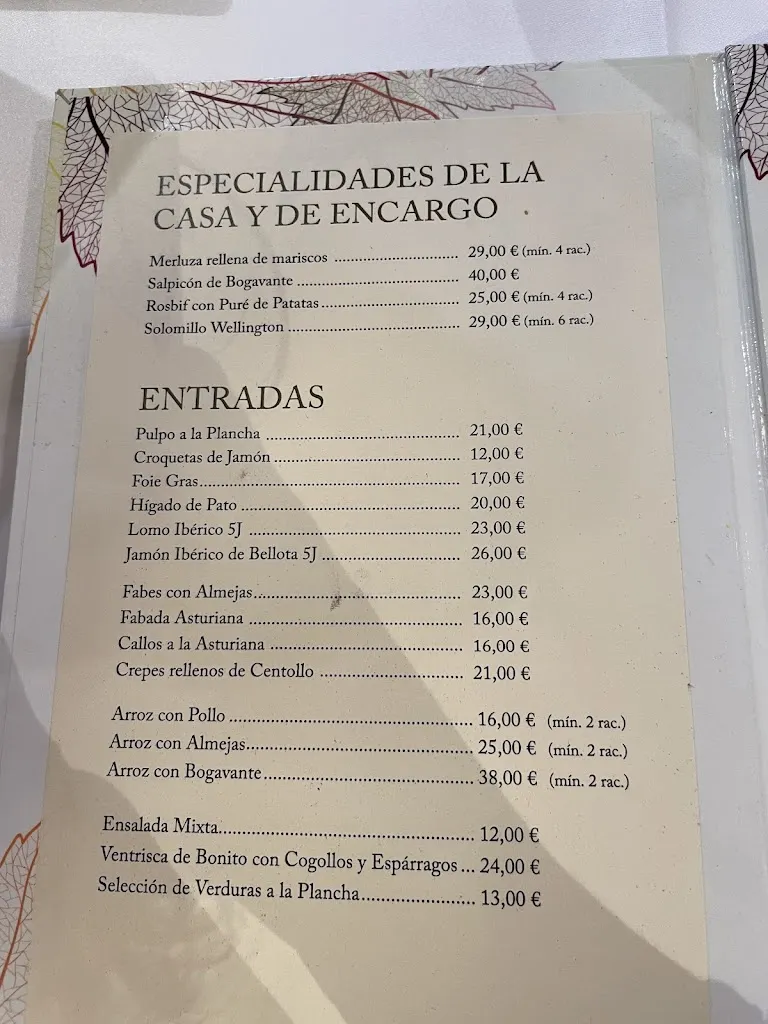 ESPECIALIDADES DE LA
CASA Y DE ENCARGO
Merluza rellena de mariscos ............................ 29,00 € (mín. 4 rac.)
Salpicón de Bogavante ..................................... 40,00 €
Rosbif con Puré de Patatas ............................... 25,00 € (mín. 4 rac.)
Solomillo Wellington ....................................... 29,00 € (mín. 6 rac.)
ENTRADAS
Pulpo a la Plancha ............................................ 21,00 €
Croquetas de Jamón .......................................... 12,00 €
Foie Gras .......................................................... 17,00 €
Hígado de Pato ................................................. 20,00 €
Lomo Ibérico 5J ................................................ 23,00 €
Jamón Ibérico de Bellota 5J ................................ 26,00 €
Fabes con Almejas ............................................. 23,00 €
Fabada Asturiana .............................................. 16,00 €
Callos a la Asturiana ......................................... 16,00 €
Crepes rellenos de Centollo ............................... 21,00 €
Arroz con Pollo ................................................. 16,00 € (mín. 2 rac.)
Arroz con Almejas ............................................. 25,00 € (mín. 2 rac.)
Arroz con Bogavante ......................................... 38,00 € (mín. 2 rac.)
Ensalada Mixta ................................................. 12,00 €
Ventrisca de Bonito con Cogollos y Espárragos ... 24,00 €
Selección de Verduras a la Plancha ..................... 13,00 €